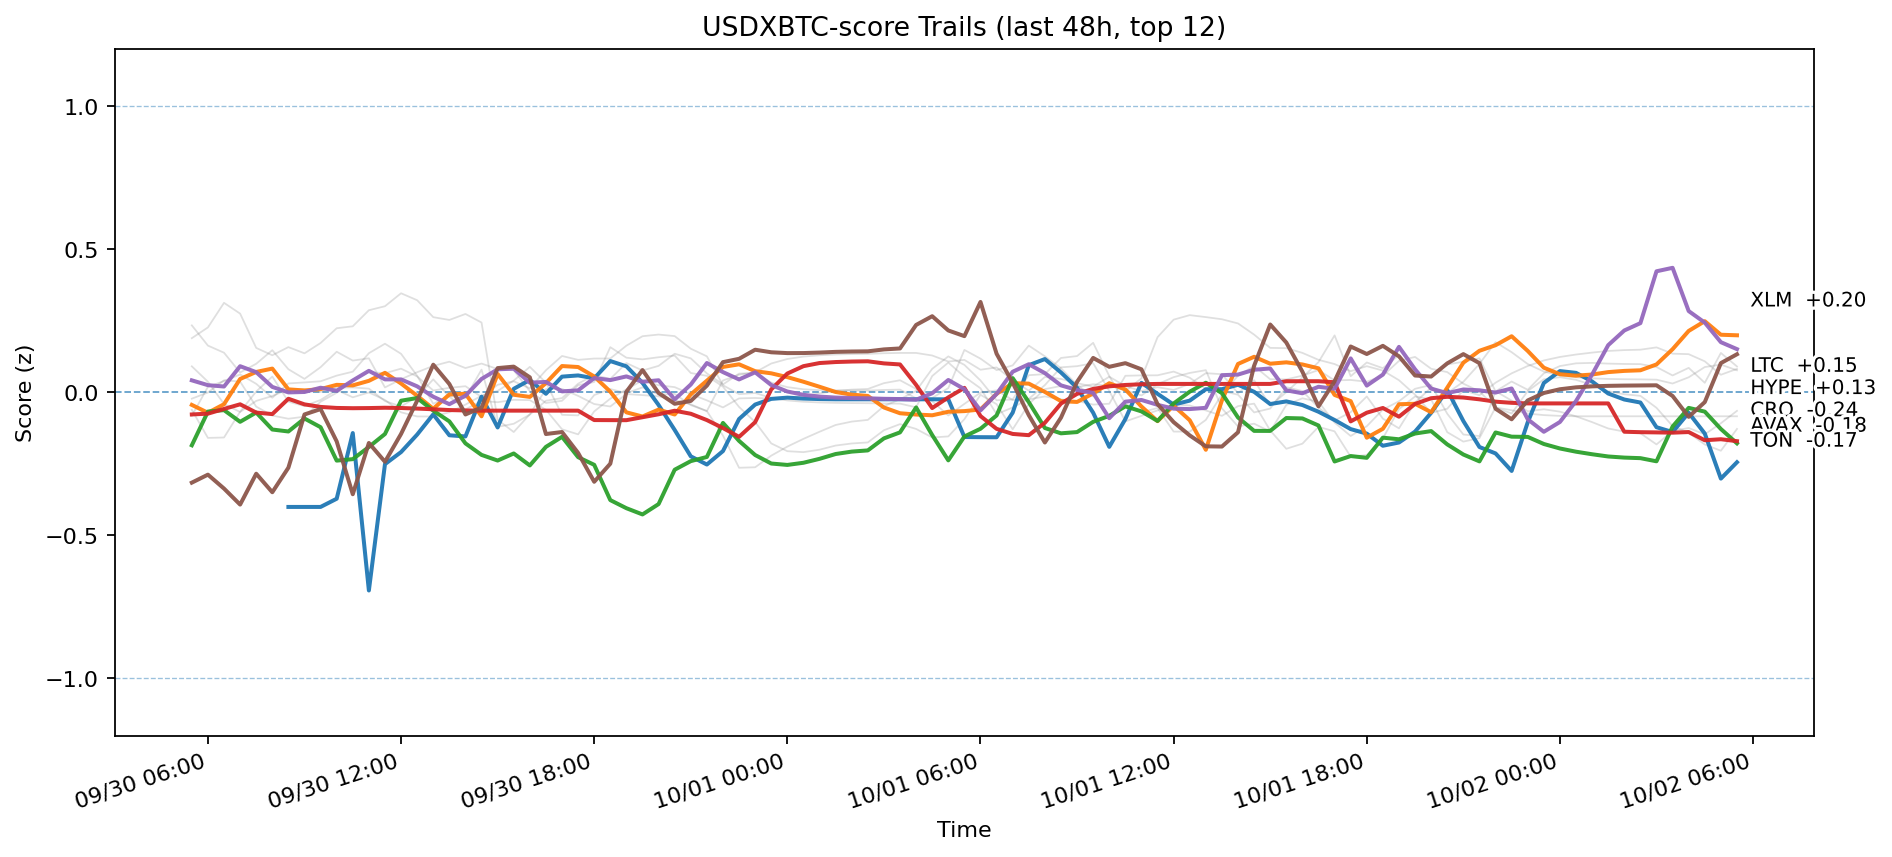 USDXBTC-score Trails (last 48h, top 12)
Score (z)
1.0
0.5
0.0
−0.5
−1.0
XLM +0.20
LTC +0.15
HYPE +0.13
CRO -0.24
AVAX -0.18
TON -0.17
09/30 06:00
09/30 12:00
09/30 18:00
10/01 00:00
10/01 06:00
10/01 12:00
10/01 18:00
10/02 00:00
10/02 06:00
Time